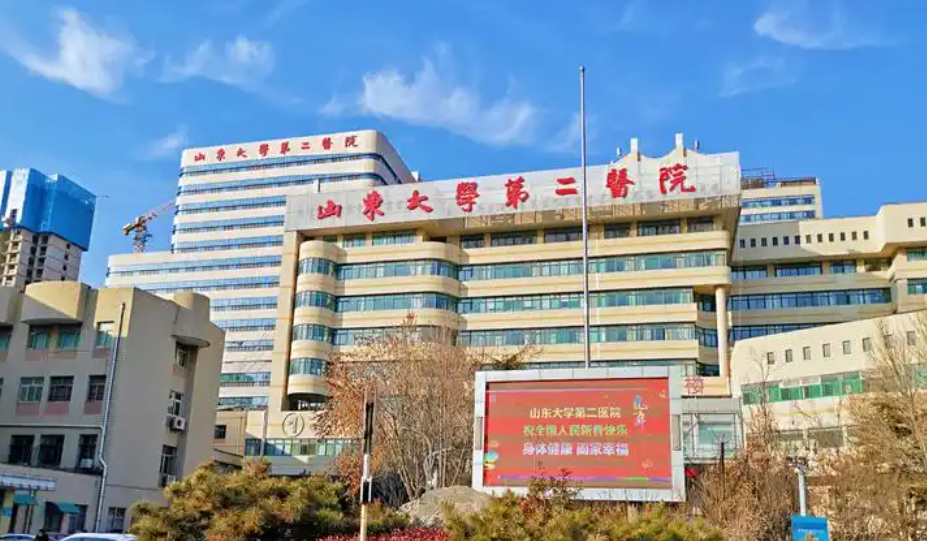 山東大學第二醫院
山東大學第二醫院
山东大学第二医院
祝全国人民新春快乐
身体健康 阖家幸福